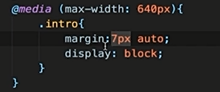 @media (max-width: 640px){
.intro{
margin:7px auto;
display: block;
}
}